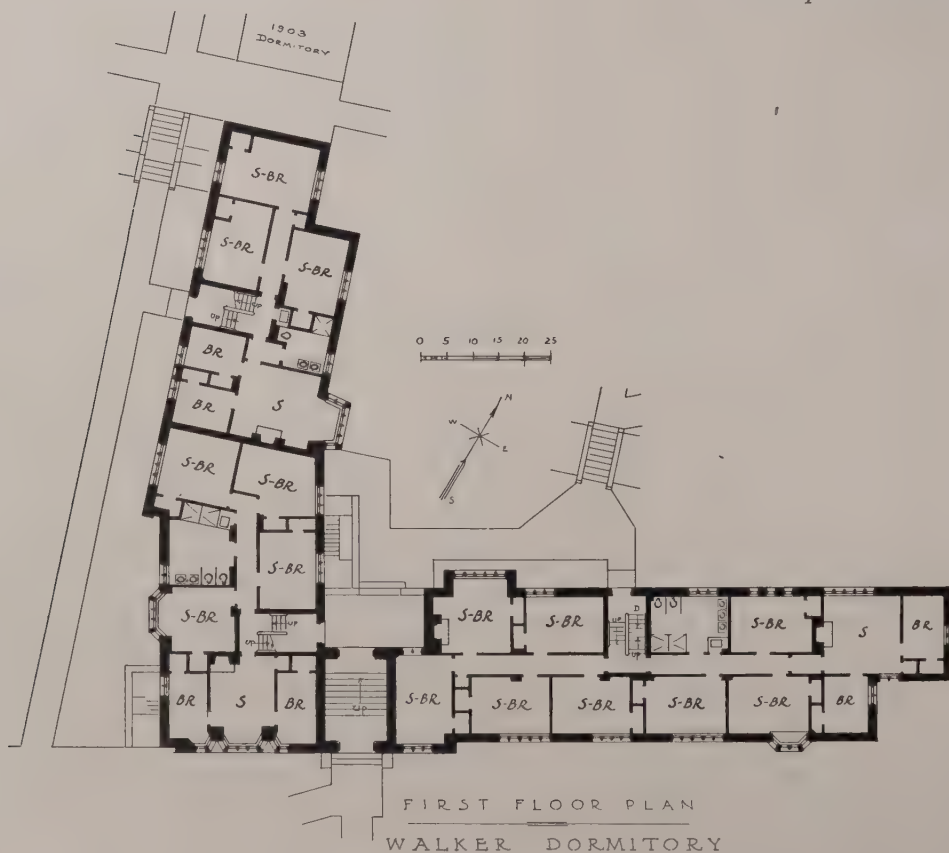 1903
DORMITORY
S-BR
S-BR
S-BR
UP
UP
BR
BR
S
0 5 10 15 20 25
N
W
E
S
S-BR
S-BR
S-BR
S-BR
UP
UP
BR
S
BR
UP
S-BR
S-BR
UP
D
S-BR
S
BR
S-BR
S-BR
S-BR
S-BR
S-BR
BR
FIRST FLOOR PLAN
WALKER DORMITORY